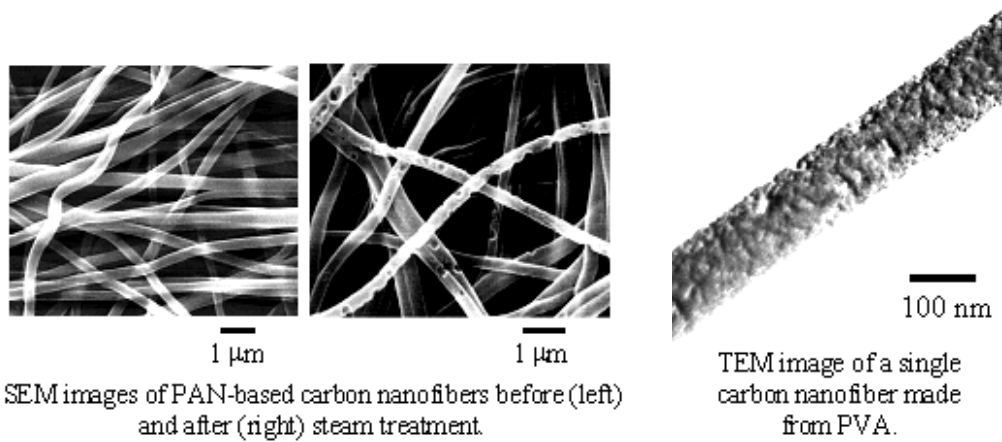 1 μm
1 μm
SEM images of PAN-based carbon nanofibers before (left)
and after (right) steam treatment.
100 nm
TEM image of a single
carbon nanofiber made
from PVA.